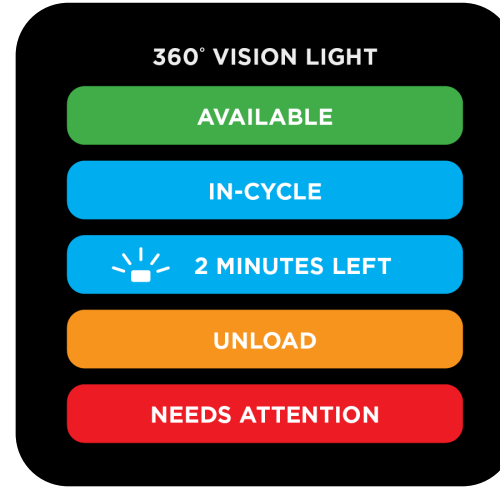 360° VISION LIGHT
AVAILABLE
IN-CYCLE
2 MINUTES LEFT
UNLOAD
NEEDS ATTENTION